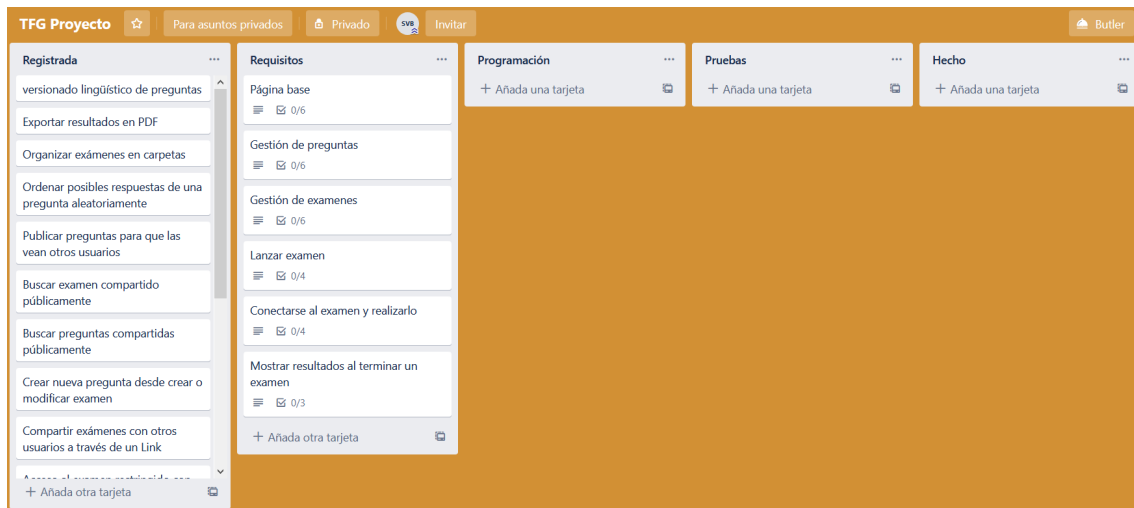 TFG Proyecto
Para asuntos privados
Privado
SVB
Invitar
Butler
Registrada
versionado lingüístico de preguntas
Exportar resultados en PDF
Organizar exámenes en carpetas
Ordenar posibles respuestas de una
pregunta aleatoriamente
Publicar preguntas para que las
vean otros usuarios
Buscar examen compartido
públicamente
Buscar preguntas compartidas
públicamente
Crear nueva pregunta desde crear o
modificar examen
Compartir exámenes con otros
usuarios a través de un Link
+ Añada otra tarjeta
Requisitos
Página base
0/6
Gestión de preguntas
0/6
Gestión de examenes
0/6
Lanzar examen
0/4
Conectarse al examen y realizarlo
0/4
Mostrar resultados al terminar un
examen
0/3
+ Añada otra tarjeta
Programación
+ Añada una tarjeta
Pruebas
+ Añada una tarjeta
Hecho
+ Añada una tarjeta